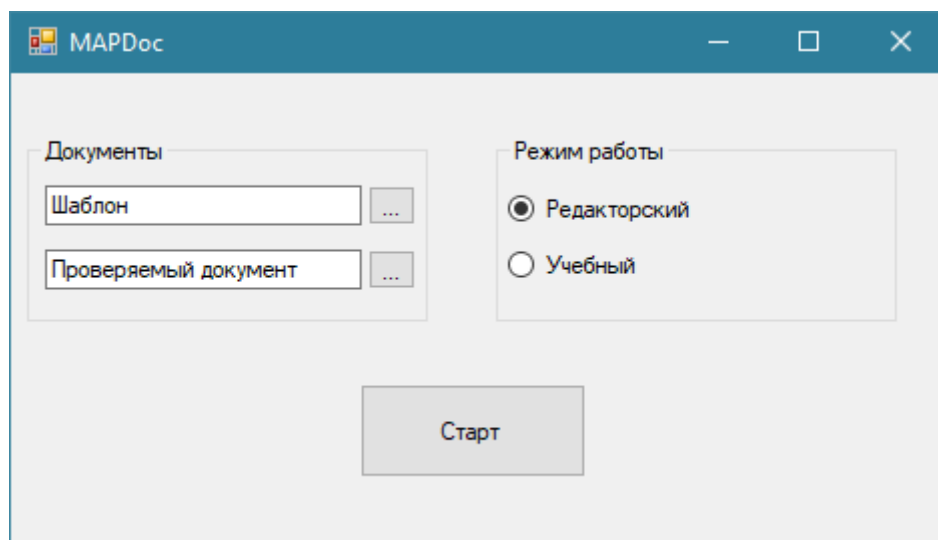 MAPDoc
Документы
Шаблон
...
Проверяемый документ
...
Режим работы
Редакторский
Учебный
Старт